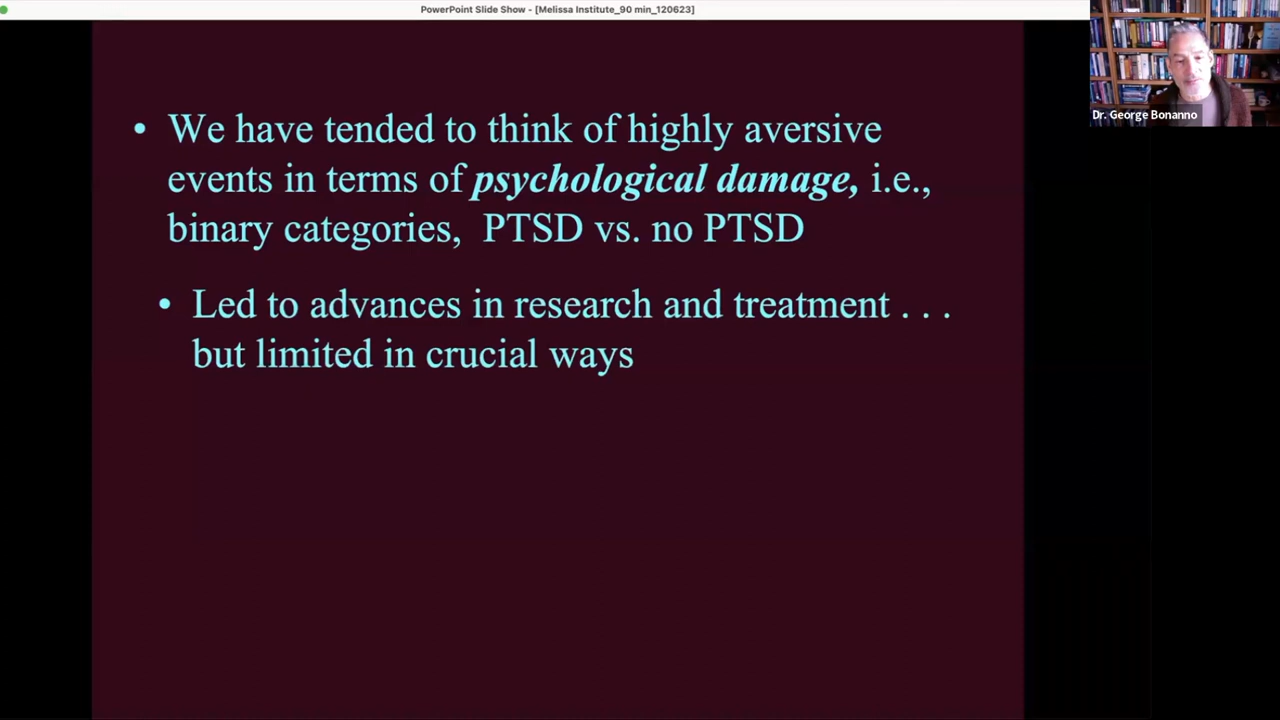 PowerPoint Slide Show - [Melissa Institute_90 min_120623]
Dr. George Bonanno
• We have tended to think of highly aversive
events in terms of psychological damage, i.e.,
binary categories,  PTSD vs. no PTSD
• Led to advances in research and treatment . . .
but limited in crucial ways